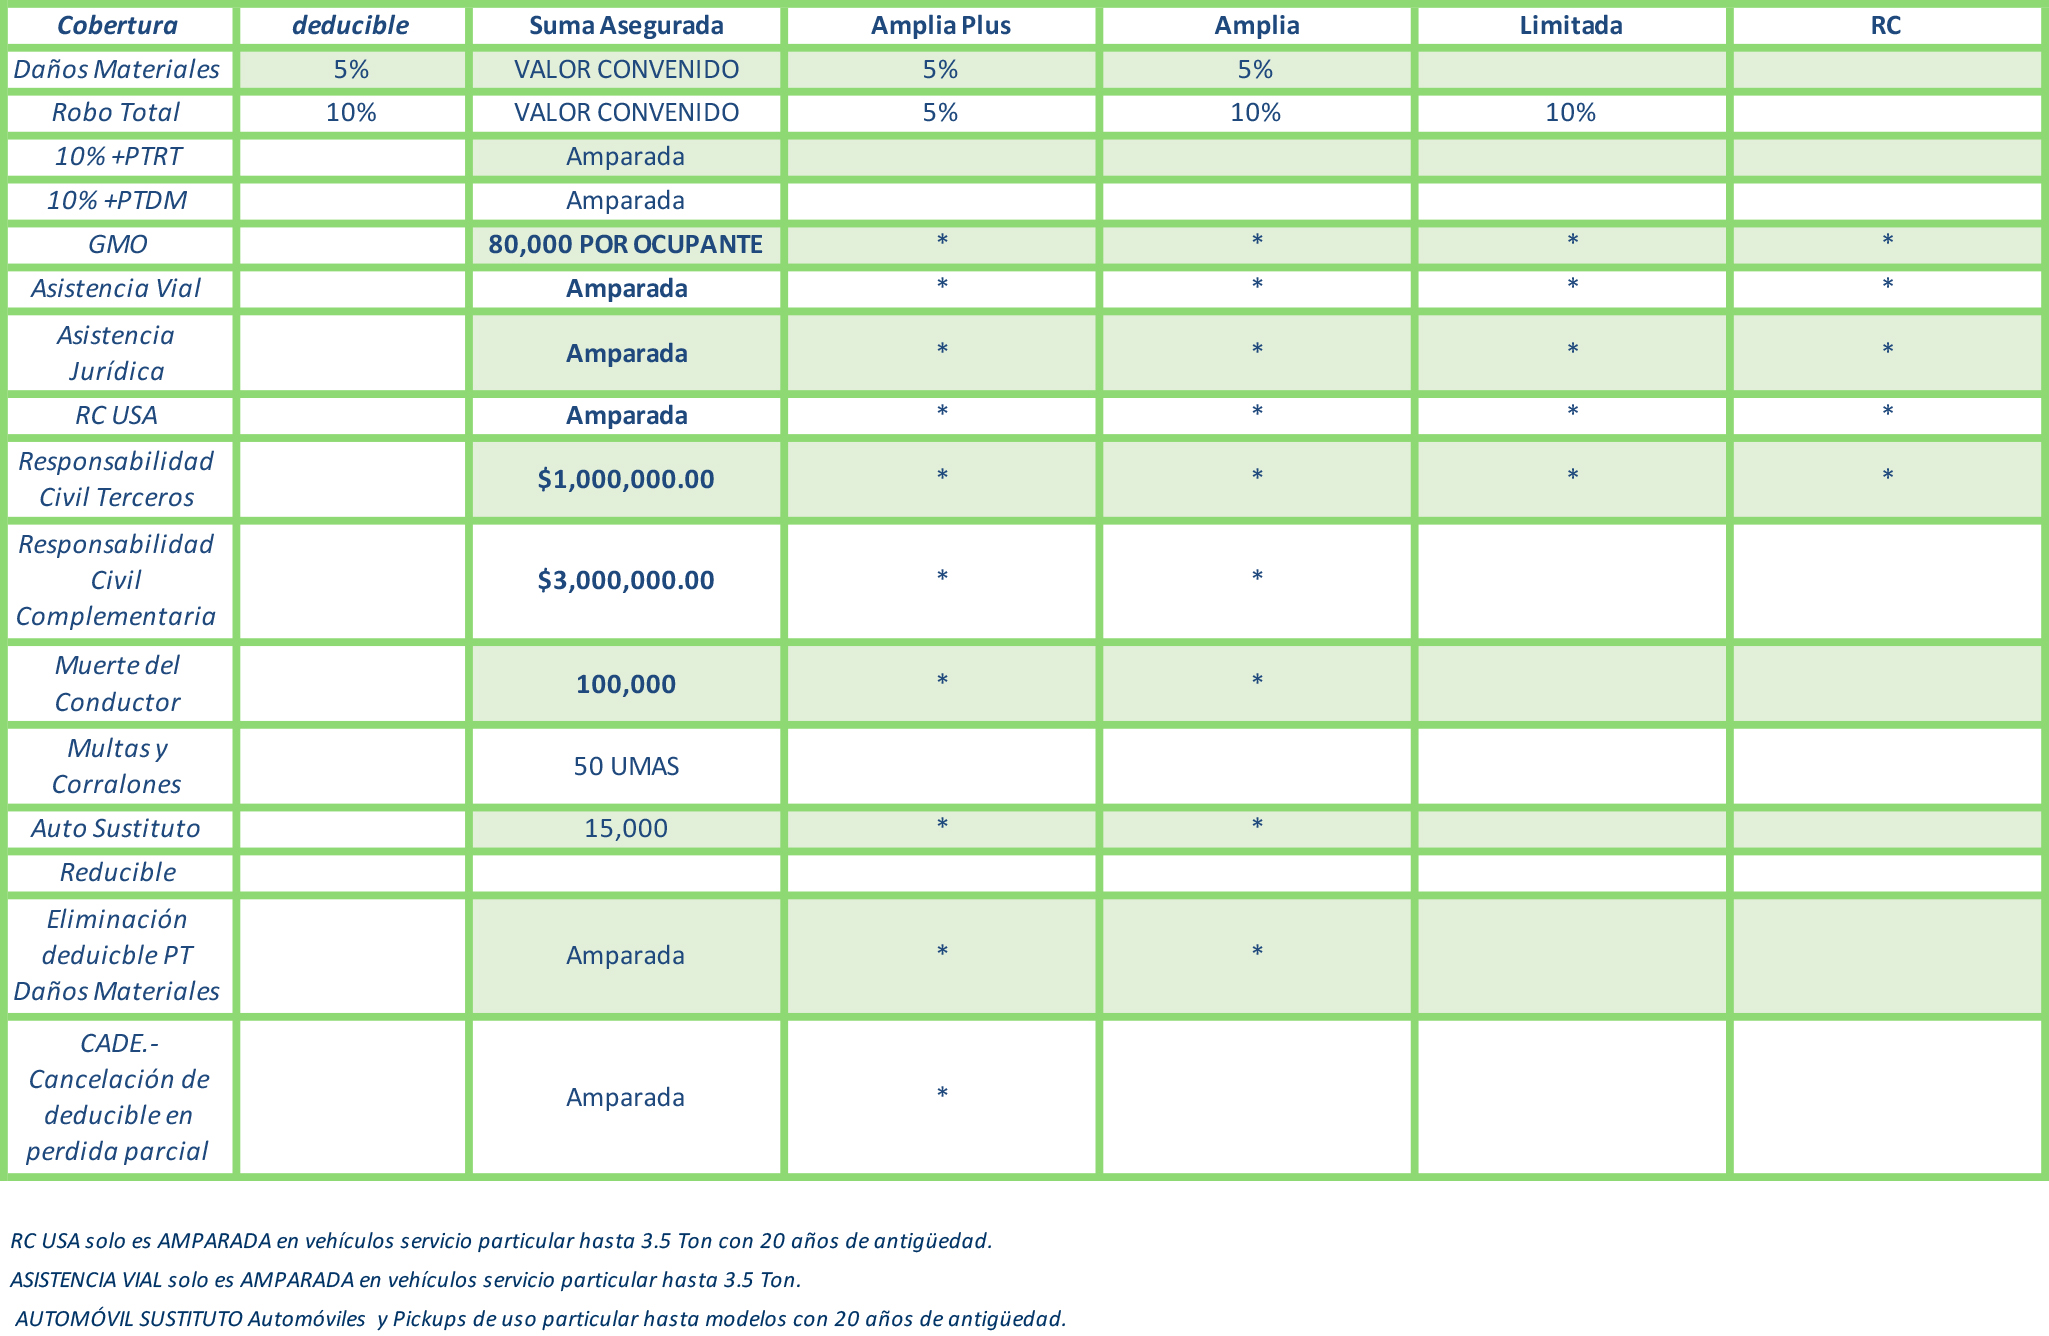 Cobertura deducible Suma Asegurada Amplia Plus Amplia Limitada RC
Daños Materiales 5% VALOR CONVENIDO 5% 5%
Robo Total 10% VALOR CONVENIDO 5% 10% 10%
10% +PTRT Amparada
10% +PTDM Amparada
GMO 80,000 POR OCUPANTE * * * *
Asistencia Vial Amparada * * * *
Asistencia
Jurídica Amparada * * * *
RC USA Amparada * * * *
Responsabilidad
Civil Terceros $1,000,000.00 * * * *
Responsabilidad
Civil $3,000,000.00 * *
Complementaria
Muerte del
Conductor 100,000 * *
Multas y
Corralones 50 UMAS
Auto Sustituto 15,000 * *
Reducible
Eliminación
deduicble PT Amparada * *
Daños Materiales
CADE.-
Cancelación de
deducible en Amparada *
perdida parcial
RC USA solo es AMPARADA en vehículos servicio particular hasta 3.5 Ton con 20 años de antigüedad.
ASISTENCIA VIAL solo es AMPARADA en vehículos servicio particular hasta 3.5 Ton.
AUTOMÓVIL SUSTITUTO Automóviles y Pickups de uso particular hasta modelos con 20 años de antigüedad.